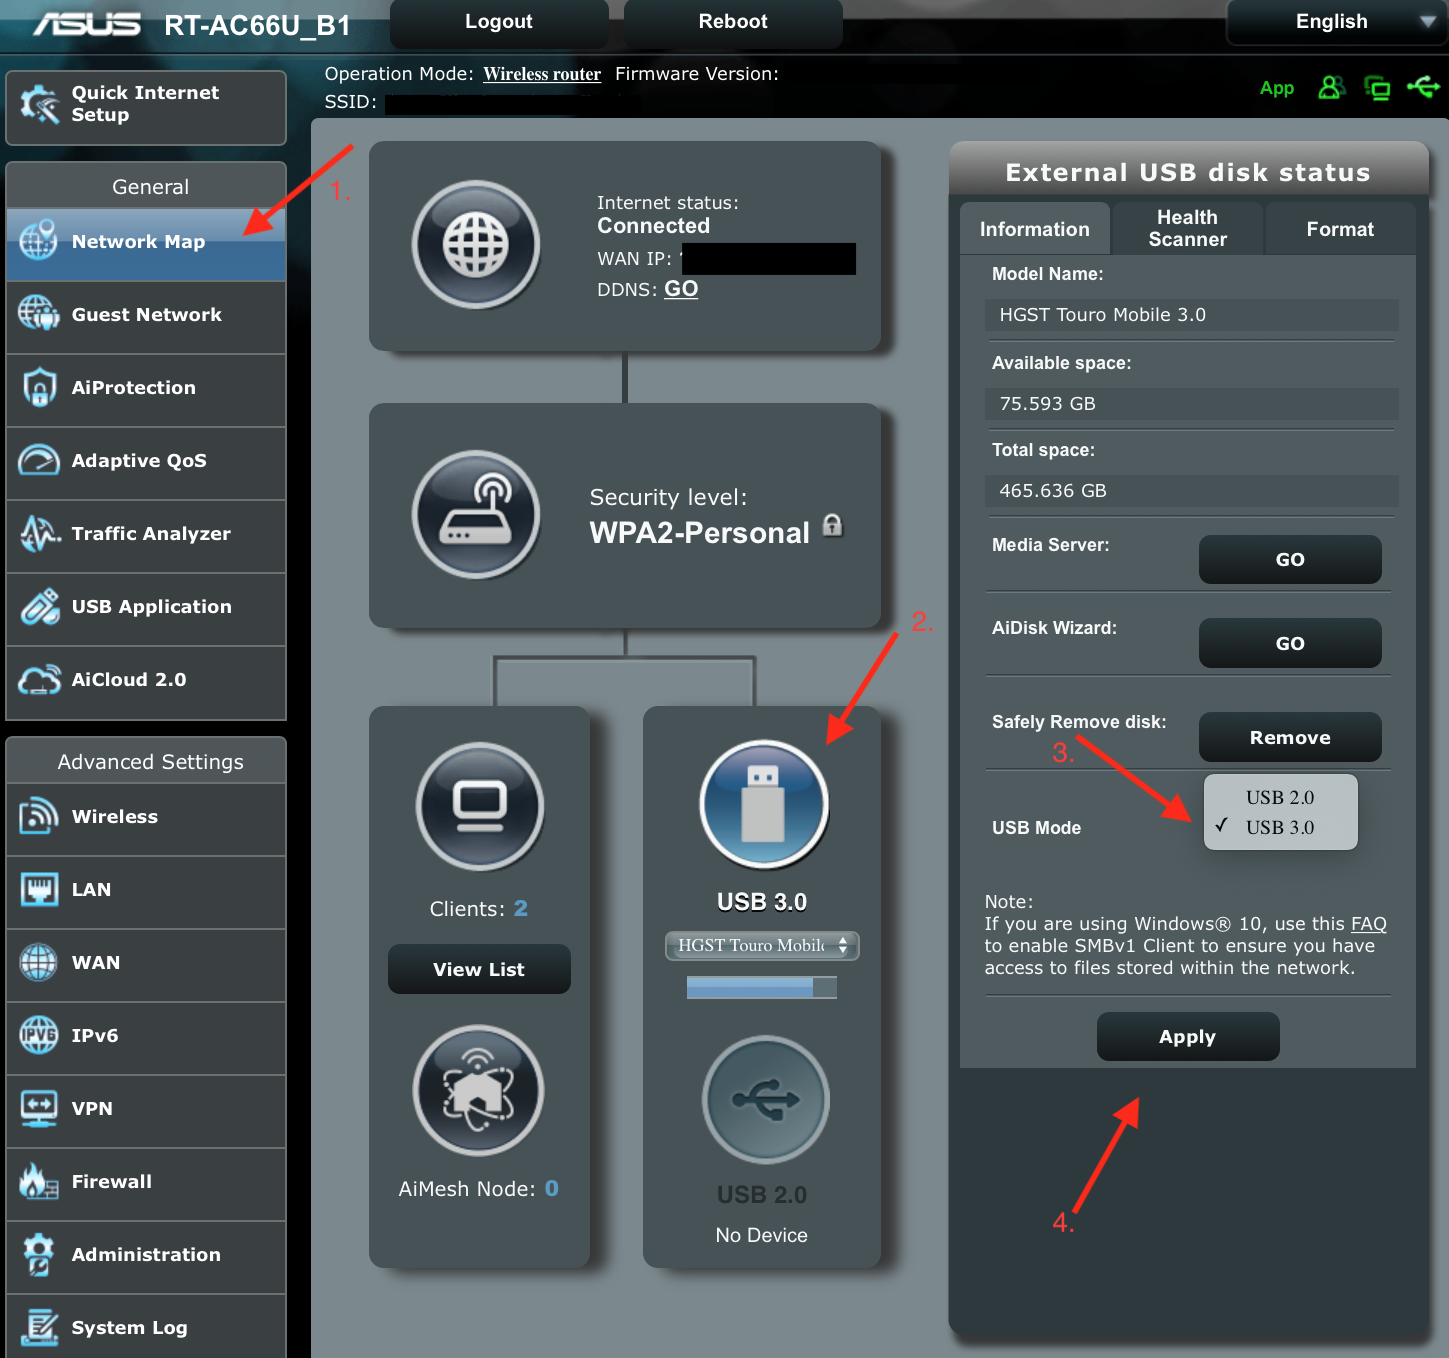 ASUS RT-AC66U_B1
Logout
Reboot
English
Operation Mode: Wireless router Firmware Version:
SSID:
App
Quick Internet
Setup
General
Network Map
Guest Network
AiProtection
Adaptive QoS
Traffic Analyzer
USB Application
AiCloud 2.0
Advanced Settings
Wireless
LAN
WAN
IPv6
VPN
Firewall
Administration
System Log
1.
Internet status:
Connected
WAN IP:
DDNS: GO
Security level:
WPA2-Personal
2.
Clients: 2
View List
AiMesh Node: 0
USB 3.0
HGST Touro Mobil
USB 2.0
No Device
External USB disk status
Information
Health
Scanner
Format
Model Name:
HGST Touro Mobile 3.0
Available space:
75.593 GB
Total space:
465.636 GB
Media Server:
GO
AiDisk Wizard:
GO
Safely Remove disk:
Remove
3.
USB Mode
USB 2.0
✓ USB 3.0
Note:
If you are using Windows® 10, use this FAQ
to enable SMBv1 Client to ensure you have
access to files stored within the network.
Apply
4.